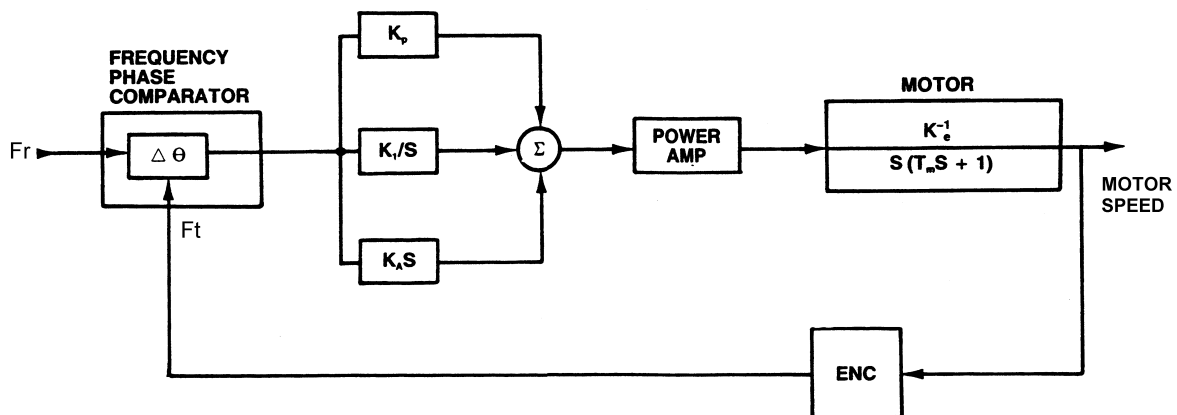 FREQUENCY
PHASE
COMPARATOR
Fr
Δ Θ
Ft
Kp
K₁/S
KₐS
Σ
POWER
AMP
MOTOR
Kₑ⁻¹
S (TₘS + 1)
MOTOR
SPEED
ENC